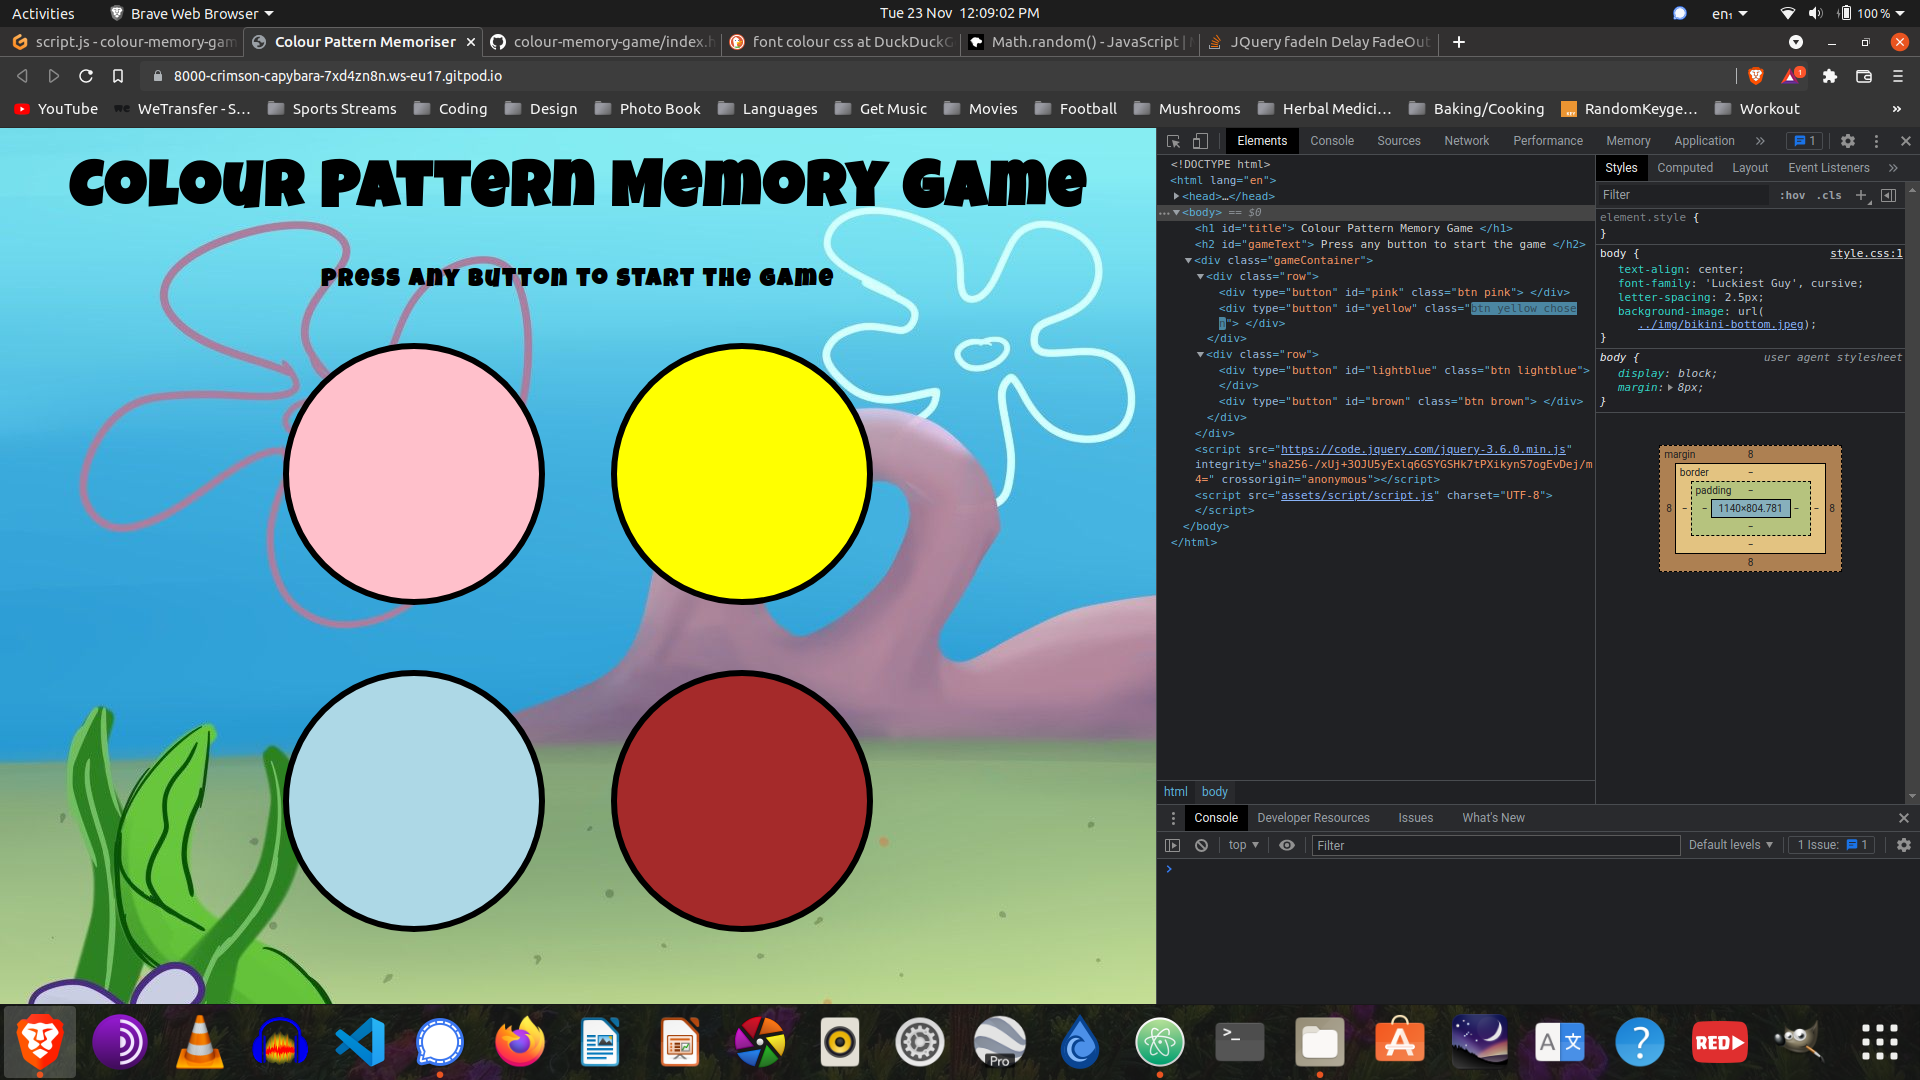 Activities
Brave Web Browser
Tue 23 Nov 12:09:02 PM
en₁
100 %
script.js - colour-memory-gam
Colour Pattern Memoriser
colour-memory-game/index.h
font colour css at DuckDuckG
Math.random() - JavaScript |
JQuery fadeIn Delay FadeOut
8000-crimson-capybara-7xd4zn8n.ws-eu17.gitpod.io
1
YouTube
WeTransfer - S…
Sports Streams
Coding
Design
Photo Book
Languages
Get Music
Movies
Football
Mushrooms
Herbal Medici…
Baking/Cooking
RandomKeyge…
Workout
»
Colour Pattern Memory Game
Press any button to start the game
Elements
Console
Sources
Network
Performance
Memory
Application
»
1
<!DOCTYPE html>
<html lang="en">
<head>…</head>
<body> == $0
<h1 id="title"> Colour Pattern Memory Game </h1>
<h2 id="gameText"> Press any button to start the game </h2>
<div class="gameContainer">
<div class="row">
<div type="button" id="pink" class="btn pink"> </div>
<div type="button" id="yellow" class="btn yellow chose
n"> </div>
</div>
<div class="row">
<div type="button" id="lightblue" class="btn lightblue">
</div>
<div type="button" id="brown" class="btn brown"> </div>
</div>
</div>
<script src="https://code.jquery.com/jquery-3.6.0.min.js"
integrity="sha256-/xUj+3OJU5yExlq6GSYGSHk7tPXikynS7ogEvDej/m
4=" crossorigin="anonymous"></script>
<script src="assets/script/script.js" charset="UTF-8">
</script>
</body>
</html>
html
body
Styles
Computed
Layout
Event Listeners
»
Filter
:hov
.cls
element.style {
}
body {
style.css:1
text-align: center;
font-family: 'Luckiest Guy', cursive;
letter-spacing: 2.5px;
background-image: url(
../img/bikini-bottom.jpeg);
}
body {
user agent stylesheet
display: block;
margin: 8px;
}
margin
8
border
–
padding
–
8
–
–
1140×804.781
–
–
8
–
–
8
Console
Developer Resources
Issues
What's New
top
Filter
Default levels
1 Issue:
1
Pro
>_
A
文
?
RED